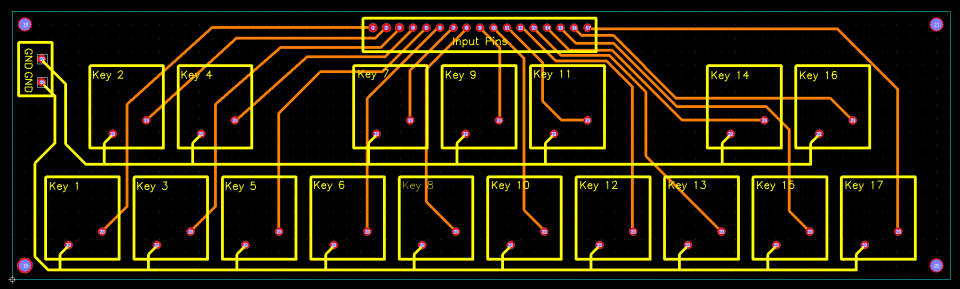 Input Pins
GND GND
Key 2
Key 4
Key 7
Key 9
Key 11
Key 14
Key 16
Key 1
Key 3
Key 5
Key 6
Key 8
Key 10
Key 12
Key 13
Key 15
Key 17